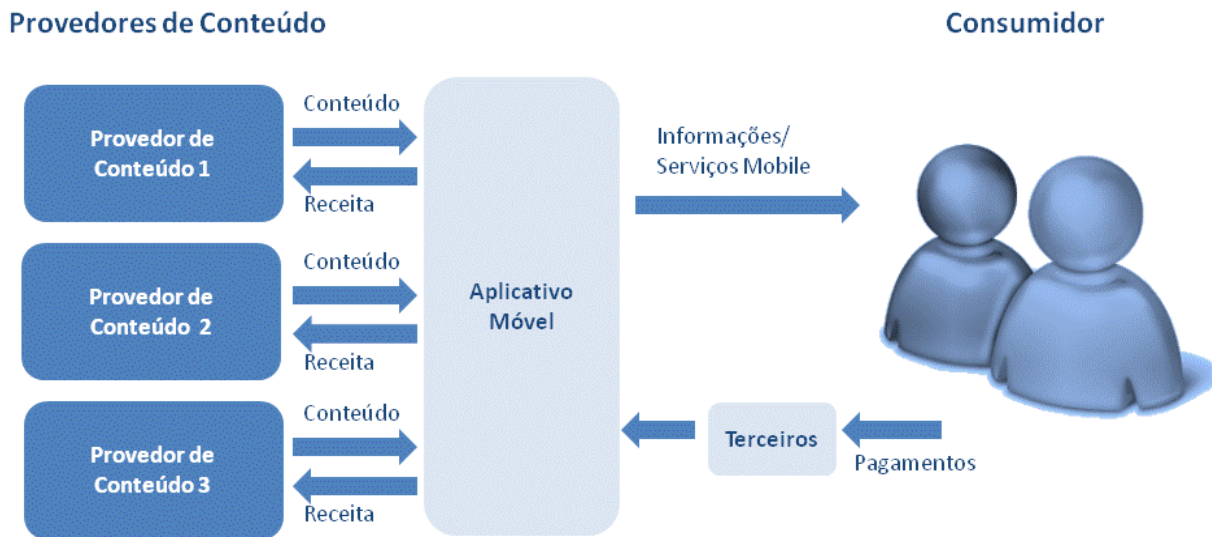 Provedores de Conteúdo
Consumidor
Provedor de
Conteúdo 1
Conteúdo
Receita
Provedor de
Conteúdo 2
Conteúdo
Receita
Provedor de
Conteúdo 3
Conteúdo
Receita
Aplicativo
Móvel
Informações/
Serviços Mobile
Terceiros
Pagamentos